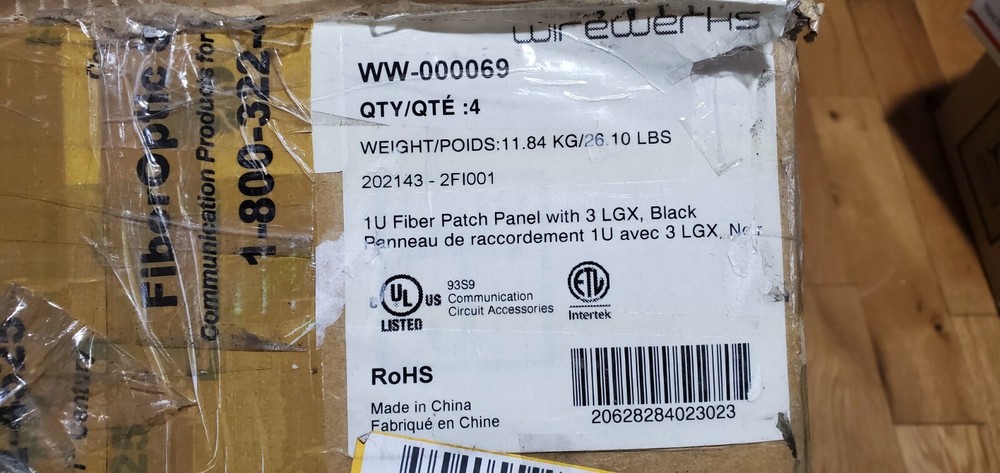 wirewerks
WW-000069
QTY/QTÉ :4
WEIGHT/POIDS:11.84 KG/26.10 LBS
202143 - 2FI001
1U Fiber Patch Panel with 3 LGX, Black
Panneau de raccordement 1U avec 3 LGX, Noir
C UL US
LISTED
93S9
Communication
Circuit Accessories
ETL
Intertek
RoHS
Made in China
Fabriqué en Chine
20628284023023
FiberOptic
Communication Products for
1-800-322-